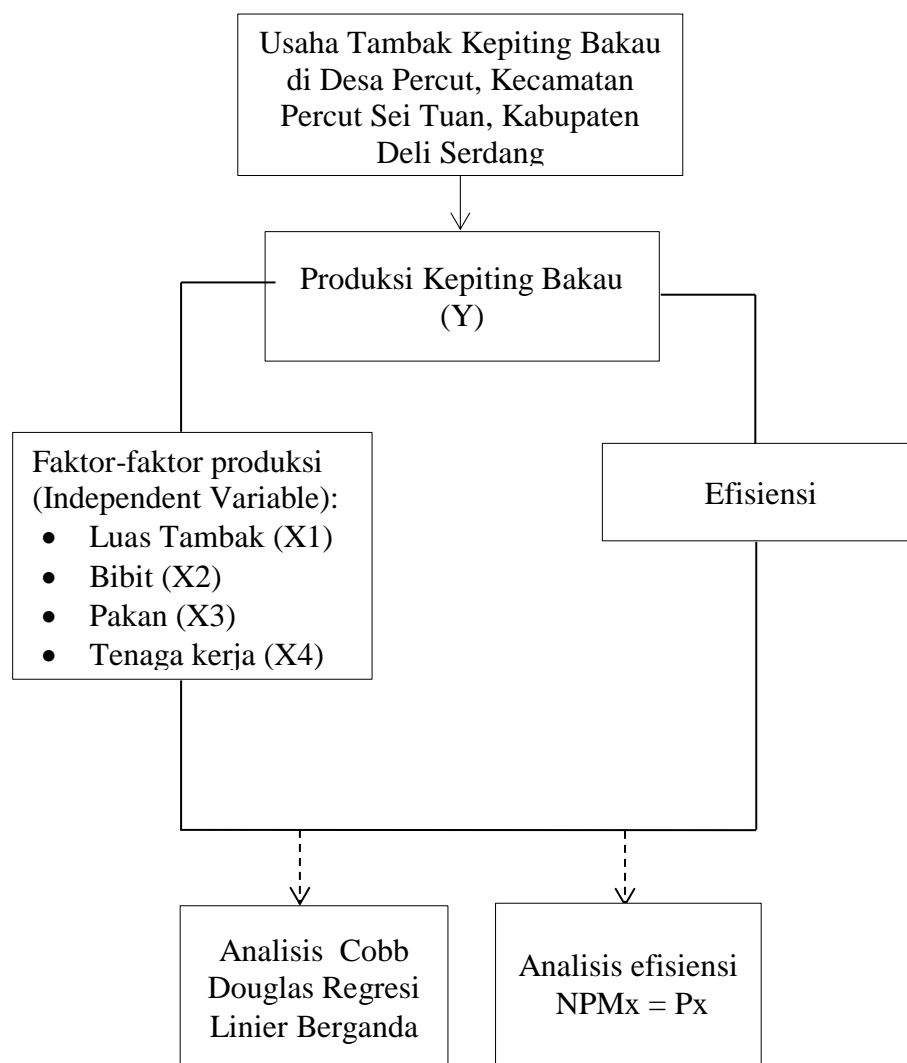 Usaha Tambak Kepiting Bakau
di Desa Percut, Kecamatan
Percut Sei Tuan, Kabupaten
Deli Serdang
Produksi Kepiting Bakau
(Y)
Faktor-faktor produksi
(Independent Variable):
• Luas Tambak (X1)
• Bibit (X2)
• Pakan (X3)
• Tenaga kerja (X4)
Efisiensi
Analisis Cobb
Douglas Regresi
Linier Berganda
Analisis efisiensi
NPMx = Px